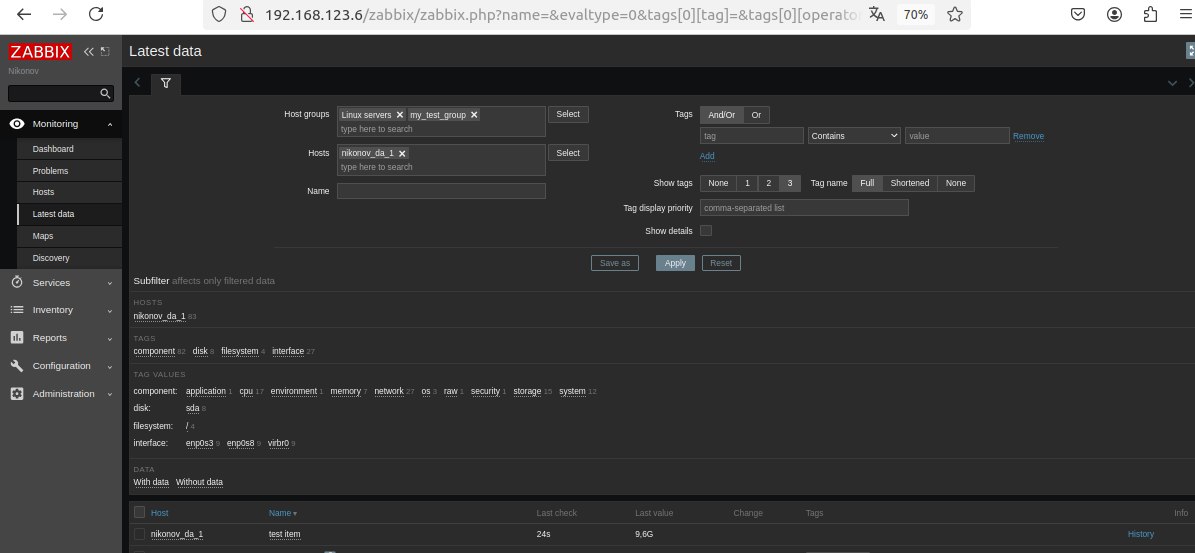 192.168.123.6/zabbix/zabbix.php?name=&evaltype=0&tags[0][tag]=&tags[0][operato 70%
ZABBIX Latest data
Nikonov
Monitoring
Dashboard
Problems
Hosts
Latest data
Maps
Discovery
Services
Inventory
Reports
Configuration
Administration
Host groups Linux servers my_test_group Select
type here to search
Hosts nikonov_da_1 Select
type here to search
Name
Tags And/Or Or
tag Contains value Remove
Add
Show tags None 1 2 3 Tag name Full Shortened None
Tag display priority comma-separated list
Show details
Save as Apply Reset
Subfilter affects only filtered data
HOSTS
nikonov_da_1 83
TAGS
component 82 disk 8 filesystem 4 interface 27
TAG VALUES
component: application 1 cpu 17 environment 1 memory 7 network 27 os 3 raw 1 security 1 storage 15 system 12
disk: sda 8
filesystem: / 4
interface: enp0s3 9 enp0s8 9 virbr0 9
DATA
With data Without data
Host Name Last check Last value Change Tags Info
nikonov_da_1 test item 24s 9,6G History